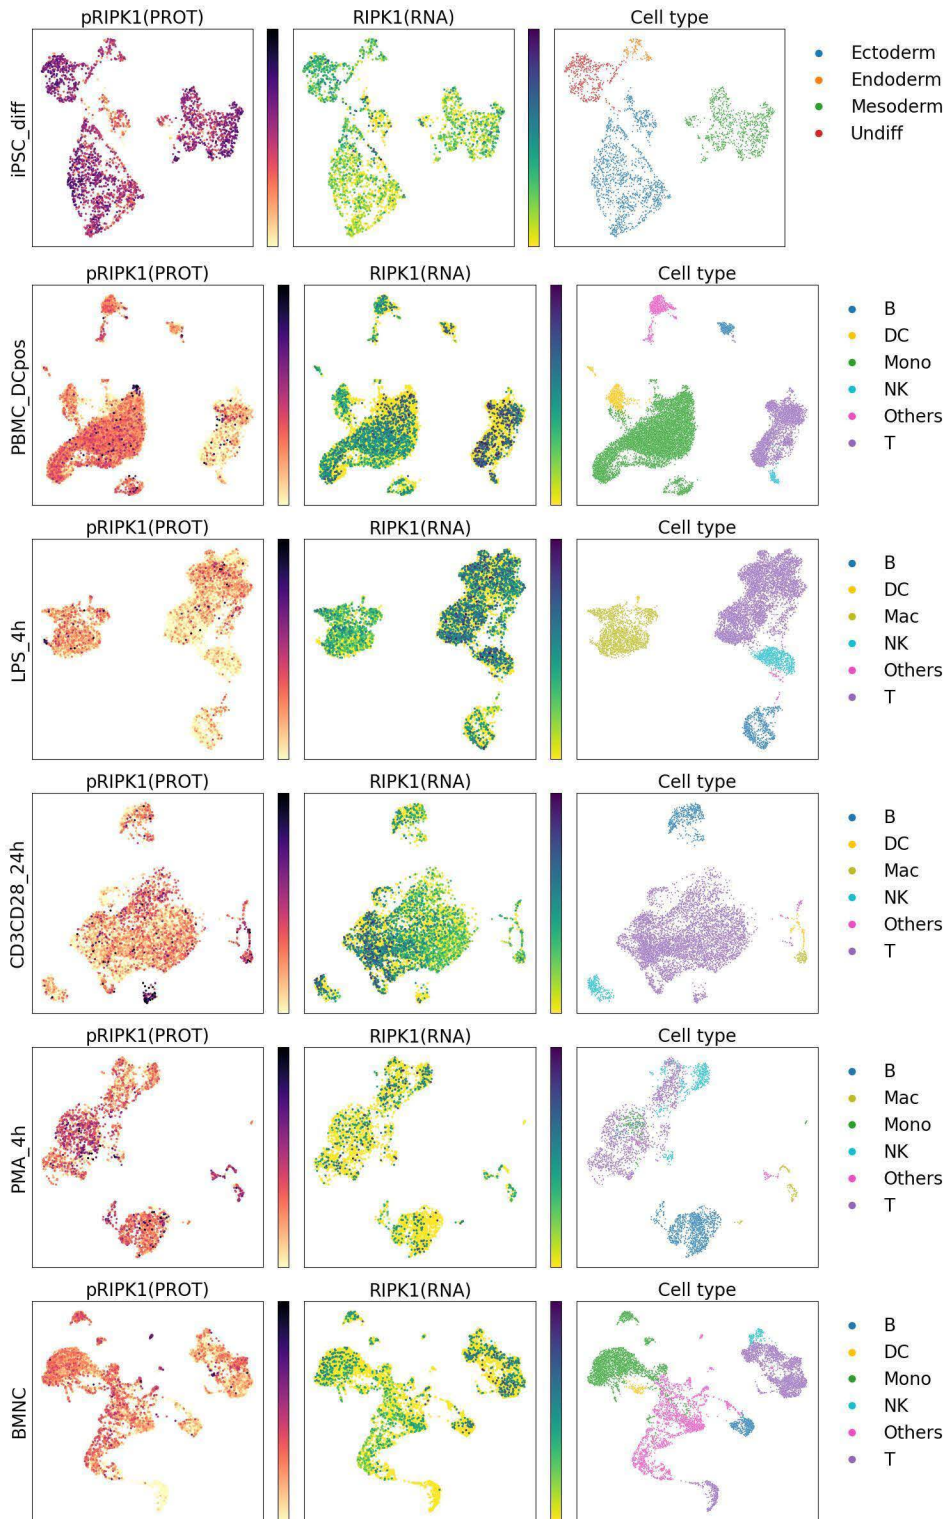 pRIPK1(PROT) RIPK1(RNA) Cell type
iPSC_diff
Ectoderm
Endoderm
Mesoderm
Undiff
pRIPK1(PROT) RIPK1(RNA) Cell type
PBMC_DCpos
B
DC
Mono
NK
Others
T
pRIPK1(PROT) RIPK1(RNA) Cell type
LPS_4h
B
DC
Mac
NK
Others
T
pRIPK1(PROT) RIPK1(RNA) Cell type
CD3CD28_24h
B
DC
Mac
NK
Others
T
pRIPK1(PROT) RIPK1(RNA) Cell type
PMA_4h
B
Mac
Mono
NK
Others
T
pRIPK1(PROT) RIPK1(RNA) Cell type
BMNC
B
DC
Mono
NK
Others
T